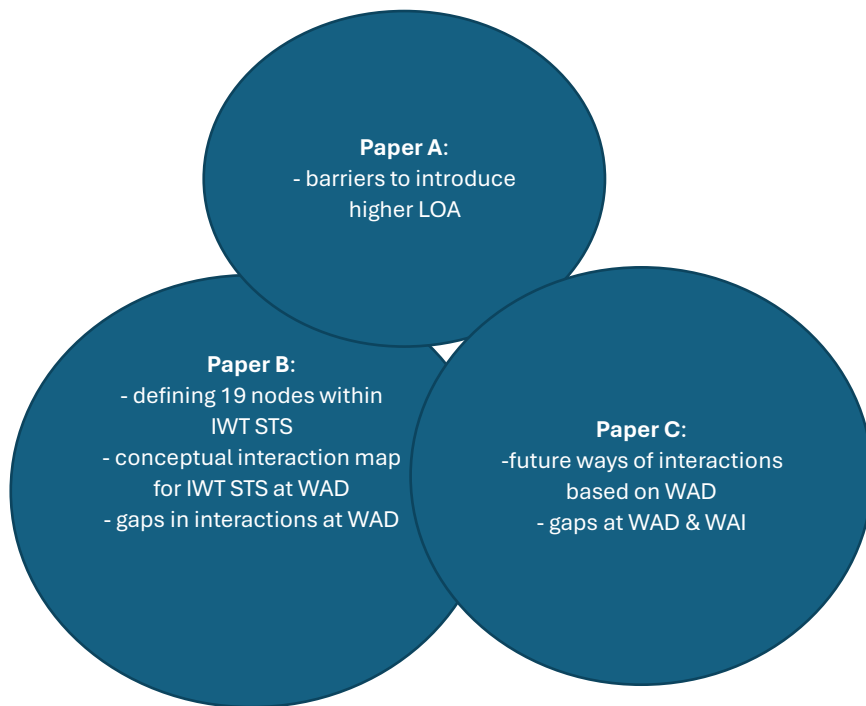 Paper A:
- barriers to introduce
higher LOA
Paper B:
- defining 19 nodes within
IWT STS
- conceptual interaction map
for IWT STS at WAD
- gaps in interactions at WAD
Paper C:
-future ways of interactions
based on WAD
- gaps at WAD & WAI